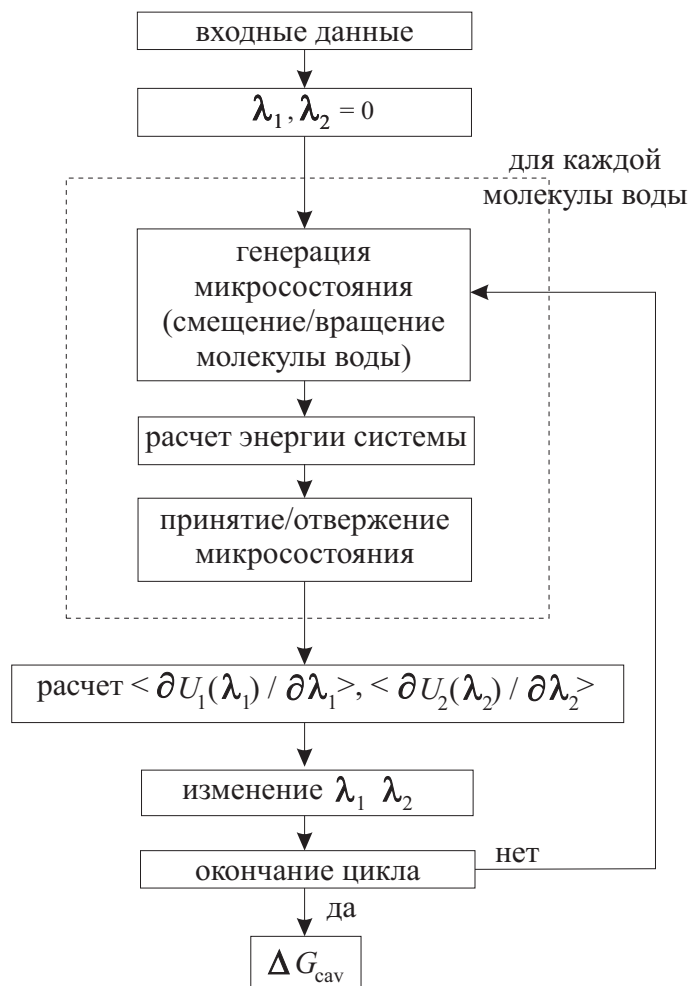 входные данные
λ₁, λ₂ = 0
для каждой
молекулы воды
генерация
микросостояния
(смещение/вращение
молекулы воды)
расчет энергии системы
принятие/отвержение
микросостояния
расчет < ∂U₁(λ₁) / ∂λ₁>, < ∂U₂(λ₂) / ∂λ₂>
изменение λ₁ λ₂
окончание цикла
нет
да
Δ G_cav